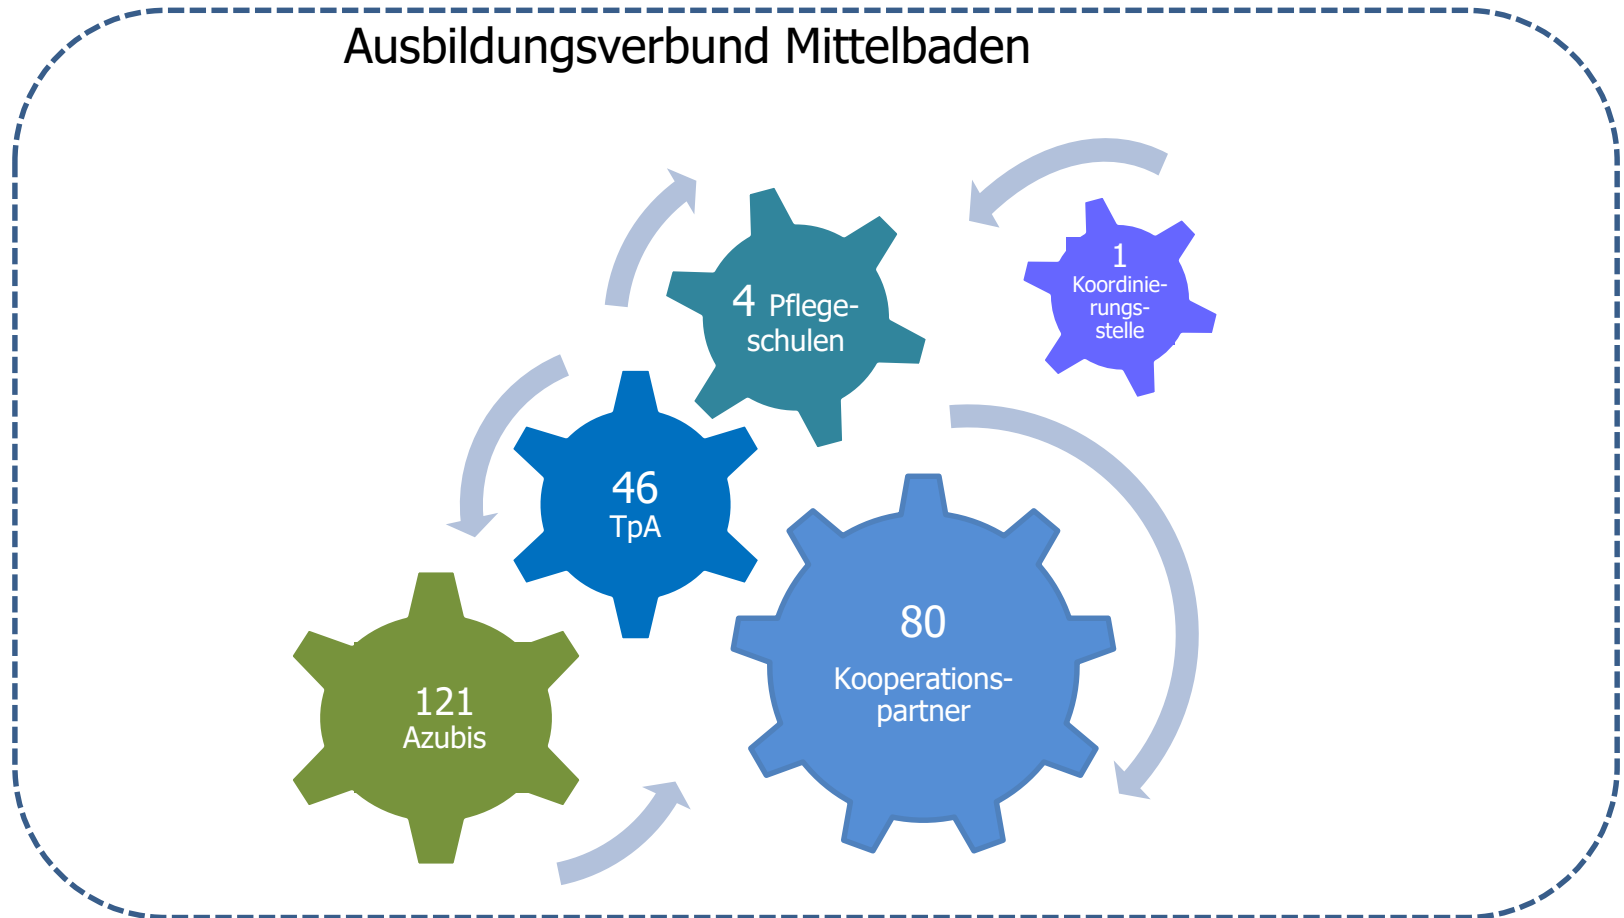 Ausbildungsverbund Mittelbaden
1
Koordinie-
rungs-
stelle
4 Pflege-
schulen
46
TpA
80
Kooperations-
partner
121
Azubis